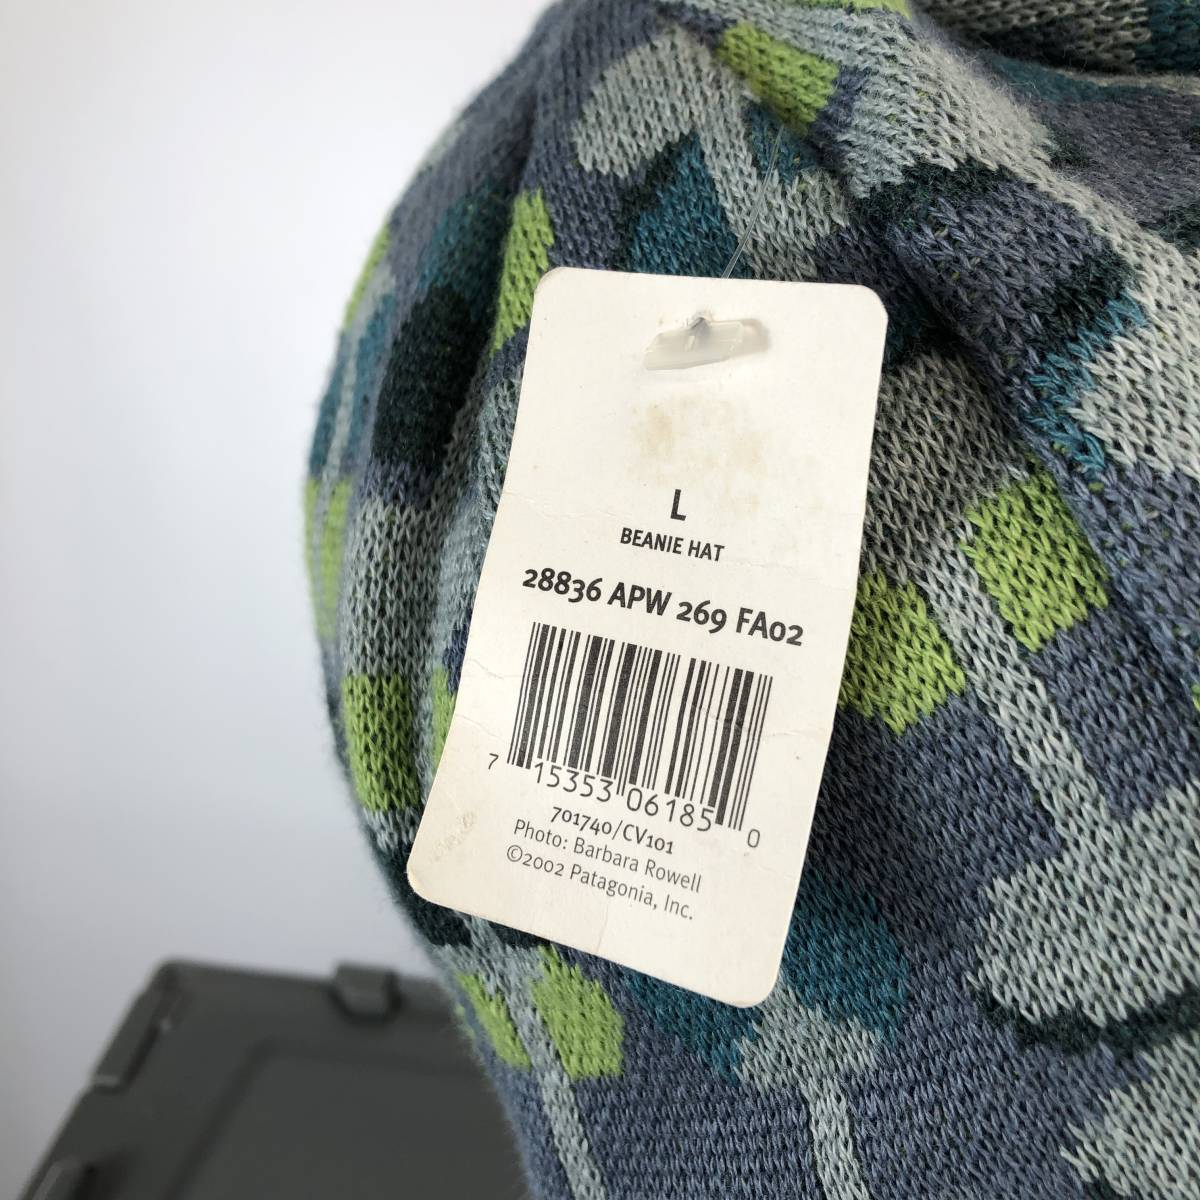 L
BEANIE HAT
28836 APW 269 FA02
7 15353 06185 0
701740/CV101
Photo: Barbara Rowell
©2002 Patagonia, Inc.